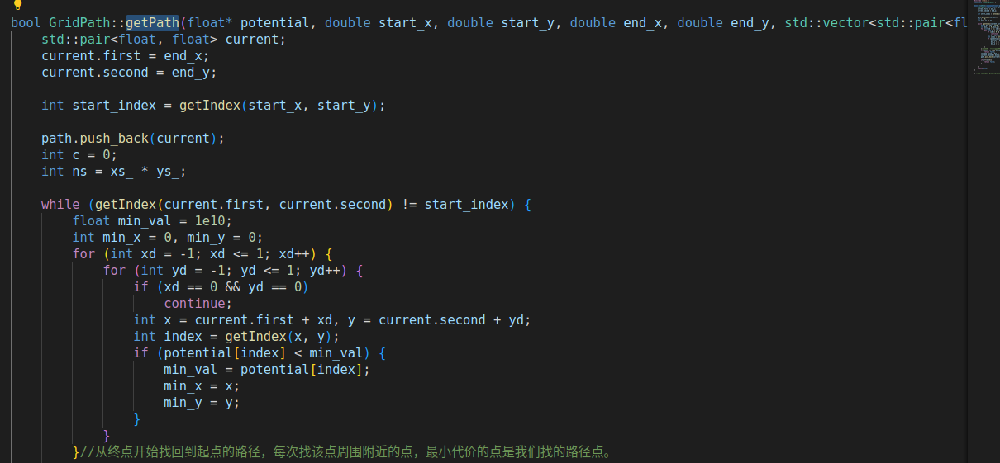 bool GridPath::getPath(float* potential, double start_x, double start_y, double end_x, double end_y, std::vector<std::pair<fl
    std::pair<float, float> current;
    current.first = end_x;
    current.second = end_y;
    int start_index = getIndex(start_x, start_y);
    path.push_back(current);
    int c = 0;
    int ns = xs_ * ys_;
    while (getIndex(current.first, current.second) != start_index) {
        float min_val = 1e10;
        int min_x = 0, min_y = 0;
        for (int xd = -1; xd <= 1; xd++) {
            for (int yd = -1; yd <= 1; yd++) {
                if (xd == 0 && yd == 0)
                    continue;
                int x = current.first + xd, y = current.second + yd;
                int index = getIndex(x, y);
                if (potential[index] < min_val) {
                    min_val = potential[index];
                    min_x = x;
                    min_y = y;
                }
            }
        }//从终点开始找回到起点的路径，每次找该点周围附近的点，最小代价的点是我们找的路径点。